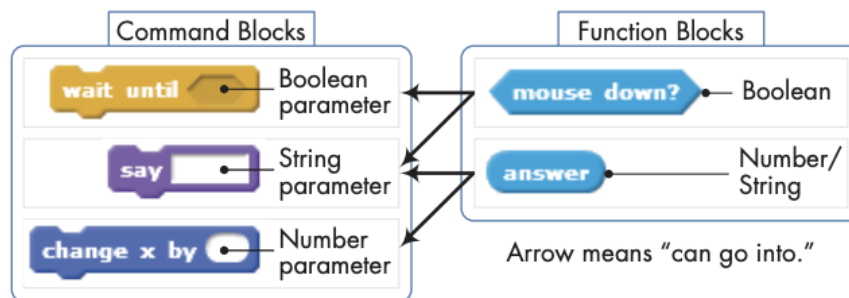 Command Blocks
Function Blocks
wait until
Boolean
parameter
mouse down?
Boolean
say
String
parameter
answer
Number/
String
change x by
Number
parameter
Arrow means “can go into.”